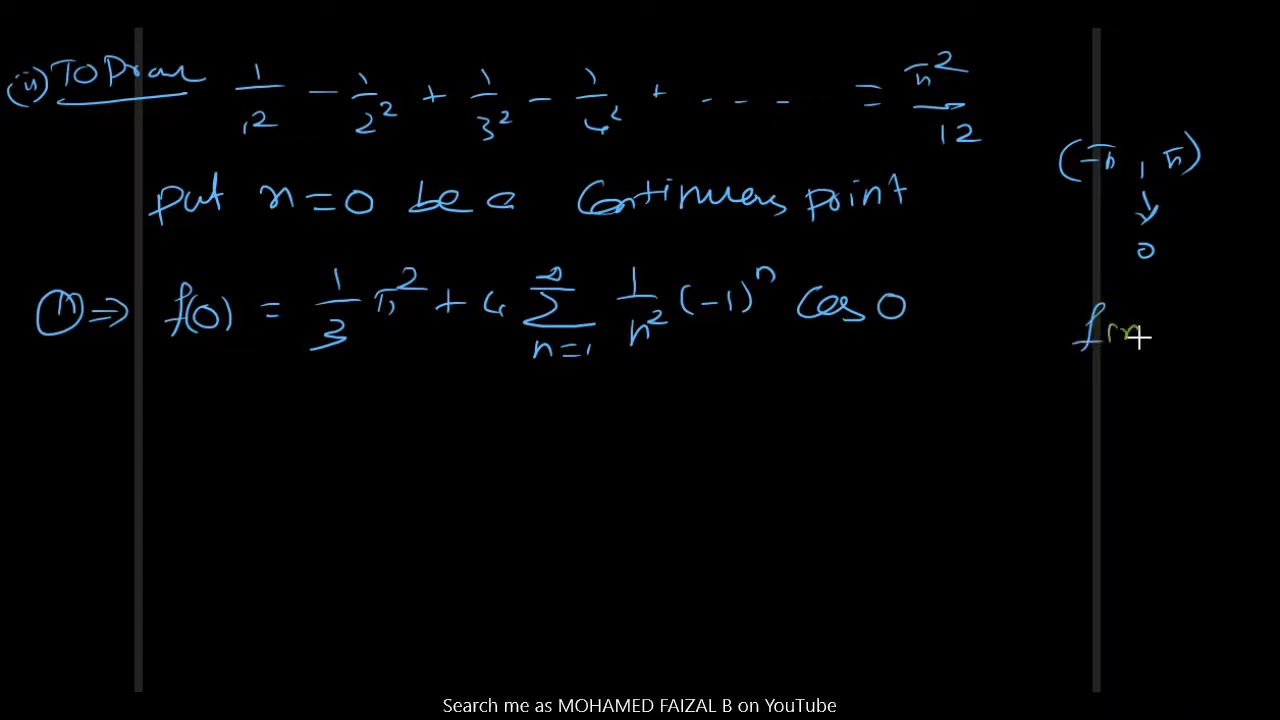 (ii) TO Prove 1/1² - 1/2² + 1/3² - 1/4² + - - - = π²/12
(-π, π)
put x=0 be a Continuous point
↓
0
① ⇒ f(0) = 1/3 π² + 4 ∑_{n=1}^{∞} 1/n² (-1)^n Cos 0
f(x
Search me as MOHAMED FAIZAL B on YouTube